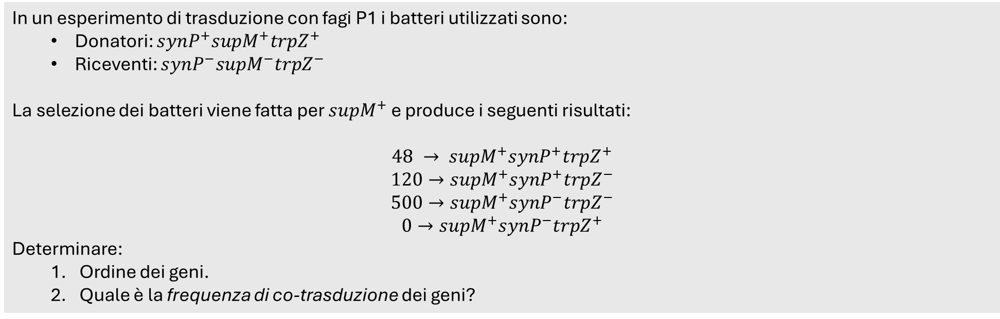 In un esperimento di trasduzione con fagi P1 i batteri utilizzati sono:
• Donatori: synP⁺supM⁺trpZ⁺
• Riceventi: synP⁻supM⁻trpZ⁻
La selezione dei batteri viene fatta per supM⁺ e produce i seguenti risultati:
48 → supM⁺synP⁺trpZ⁺
120 → supM⁺synP⁺trpZ⁻
500 → supM⁺synP⁻trpZ⁻
0 → supM⁺synP⁻trpZ⁺
Determinare:
1. Ordine dei geni.
2. Quale è la frequenza di co-trasduzione dei geni?